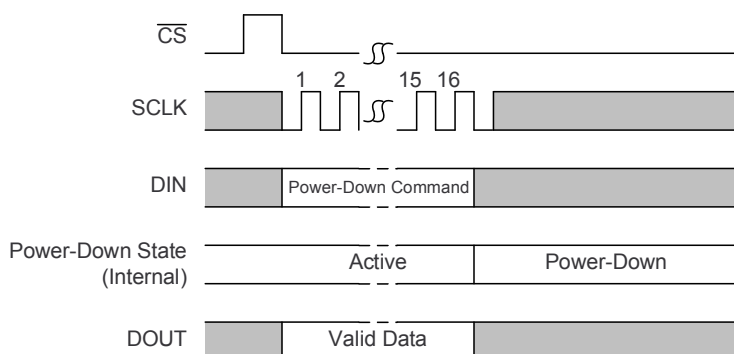 CS
1 2 15 16
SCLK
DIN
Power-Down Command
Power-Down State
(Internal)
Active
Power-Down
DOUT
Valid Data